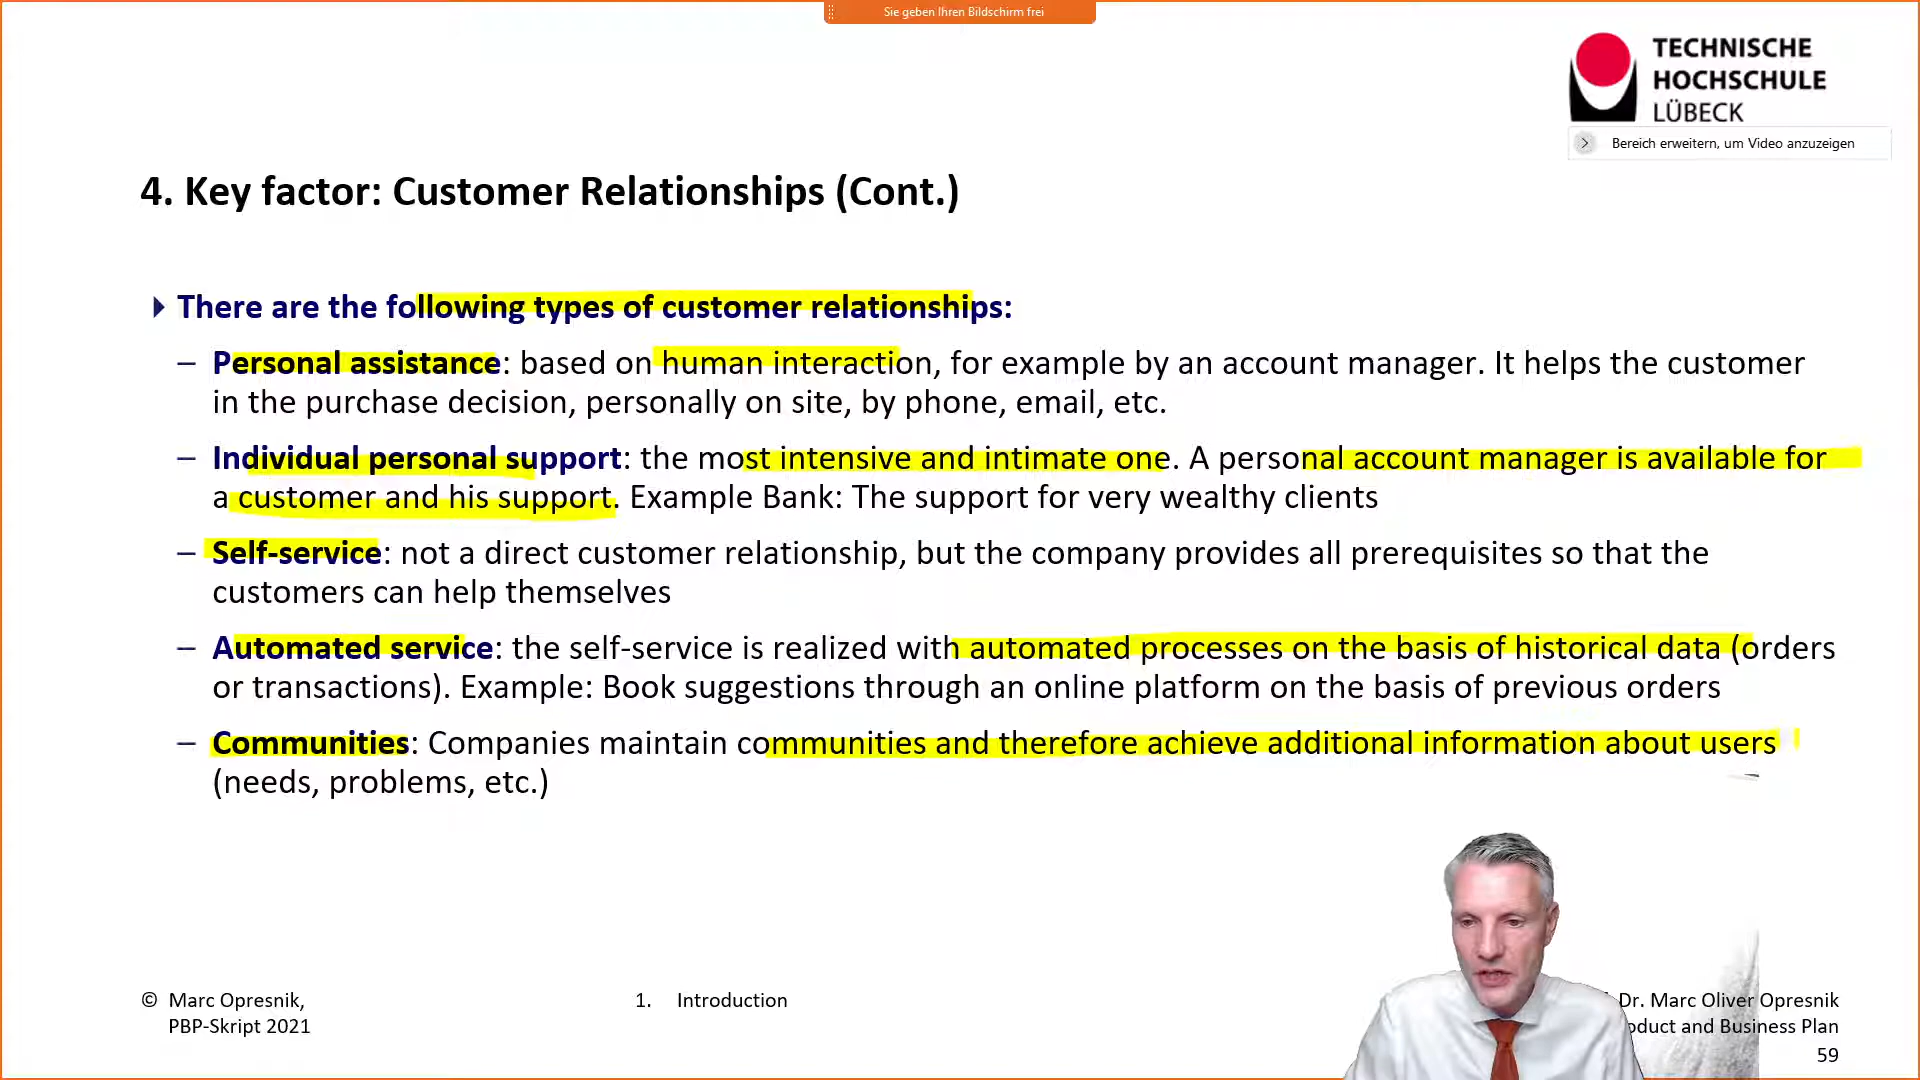 Sie geben Ihren Bildschirm frei
TECHNISCHE
HOCHSCHULE
LÜBECK
Bereich erweitern, um Video anzuzeigen
4. Key factor: Customer Relationships (Cont.)
There are the following types of customer relationships:
– Personal assistance: based on human interaction, for example by an account manager. It helps the customer
in the purchase decision, personally on site, by phone, email, etc.
– Individual personal support: the most intensive and intimate one. A personal account manager is available for
a customer and his support. Example Bank: The support for very wealthy clients
– Self-service: not a direct customer relationship, but the company provides all prerequisites so that the
customers can help themselves
– Automated service: the self-service is realized with automated processes on the basis of historical data (orders
or transactions). Example: Book suggestions through an online platform on the basis of previous orders
– Communities: Companies maintain communities and therefore achieve additional information about users
(needs, problems, etc.)
© Marc Opresnik,
PBP-Skript 2021
1. Introduction
Dr. Marc Oliver Opresnik
oduct and Business Plan
59